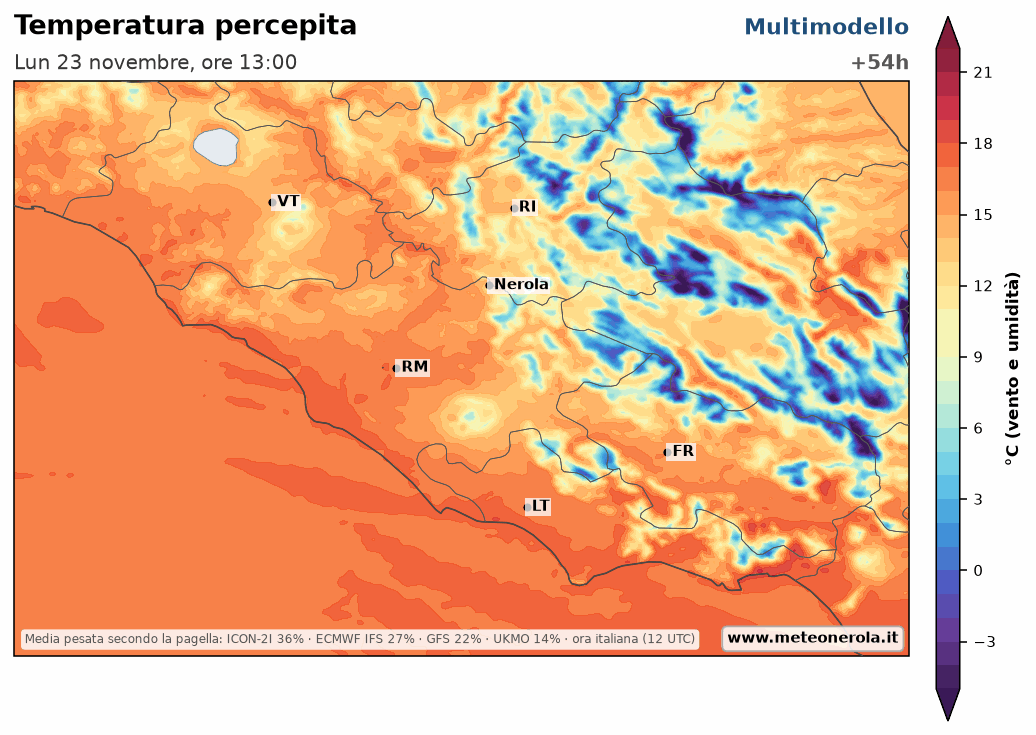 Temperatura percepita
Multimodello
Lun 23 novembre, ore 13:00
+54h
VT
RI
Nerola
RM
FR
LT
21
18
15
12
9
6
3
0
−3
°C (vento e umidità)
Media pesata secondo la pagella: ICON-2I 36% · ECMWF IFS 27% · GFS 22% · UKMO 14% · ora italiana (12 UTC)
www.meteonerola.it